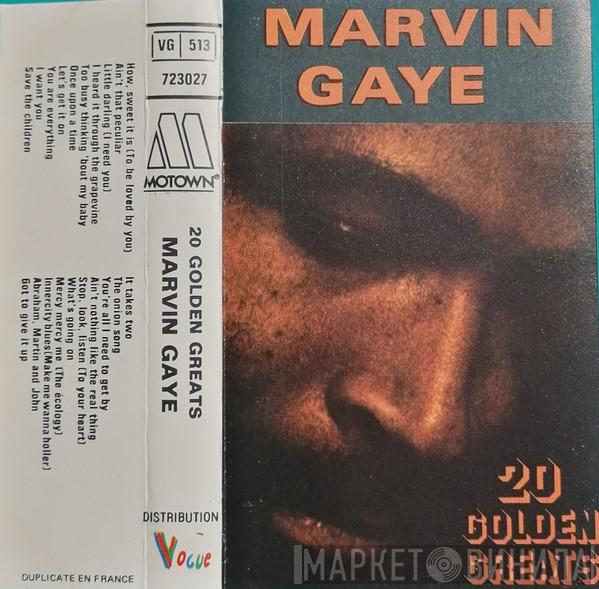 MARVIN
GAYE
20
GOLDEN
GREATS
VG 513
723027
MOTOWN®
20 GOLDEN GREATS
MARVIN GAYE
DISTRIBUTION
VOGUE
How, sweet it is (To be loved by you)
Ain't that peculiar
Little darling (I need you)
I heard it through the grapevine
Too busy thinking 'bout my baby
Once upon a time
Let's get it on
You are everything
I want you
Save the children
It takes two
The onion song
You're all I need to get by
Ain't nothing like the real thing
Stop, look, listen (To your heart)
What's going on
Mercy mercy me (The écology)
Innercity blues(Make me wanna holler)
Abraham, Martin and John
Got to give it up
DUPLICATE EN FRANCE
МАРКЕТ ВИНИЛА